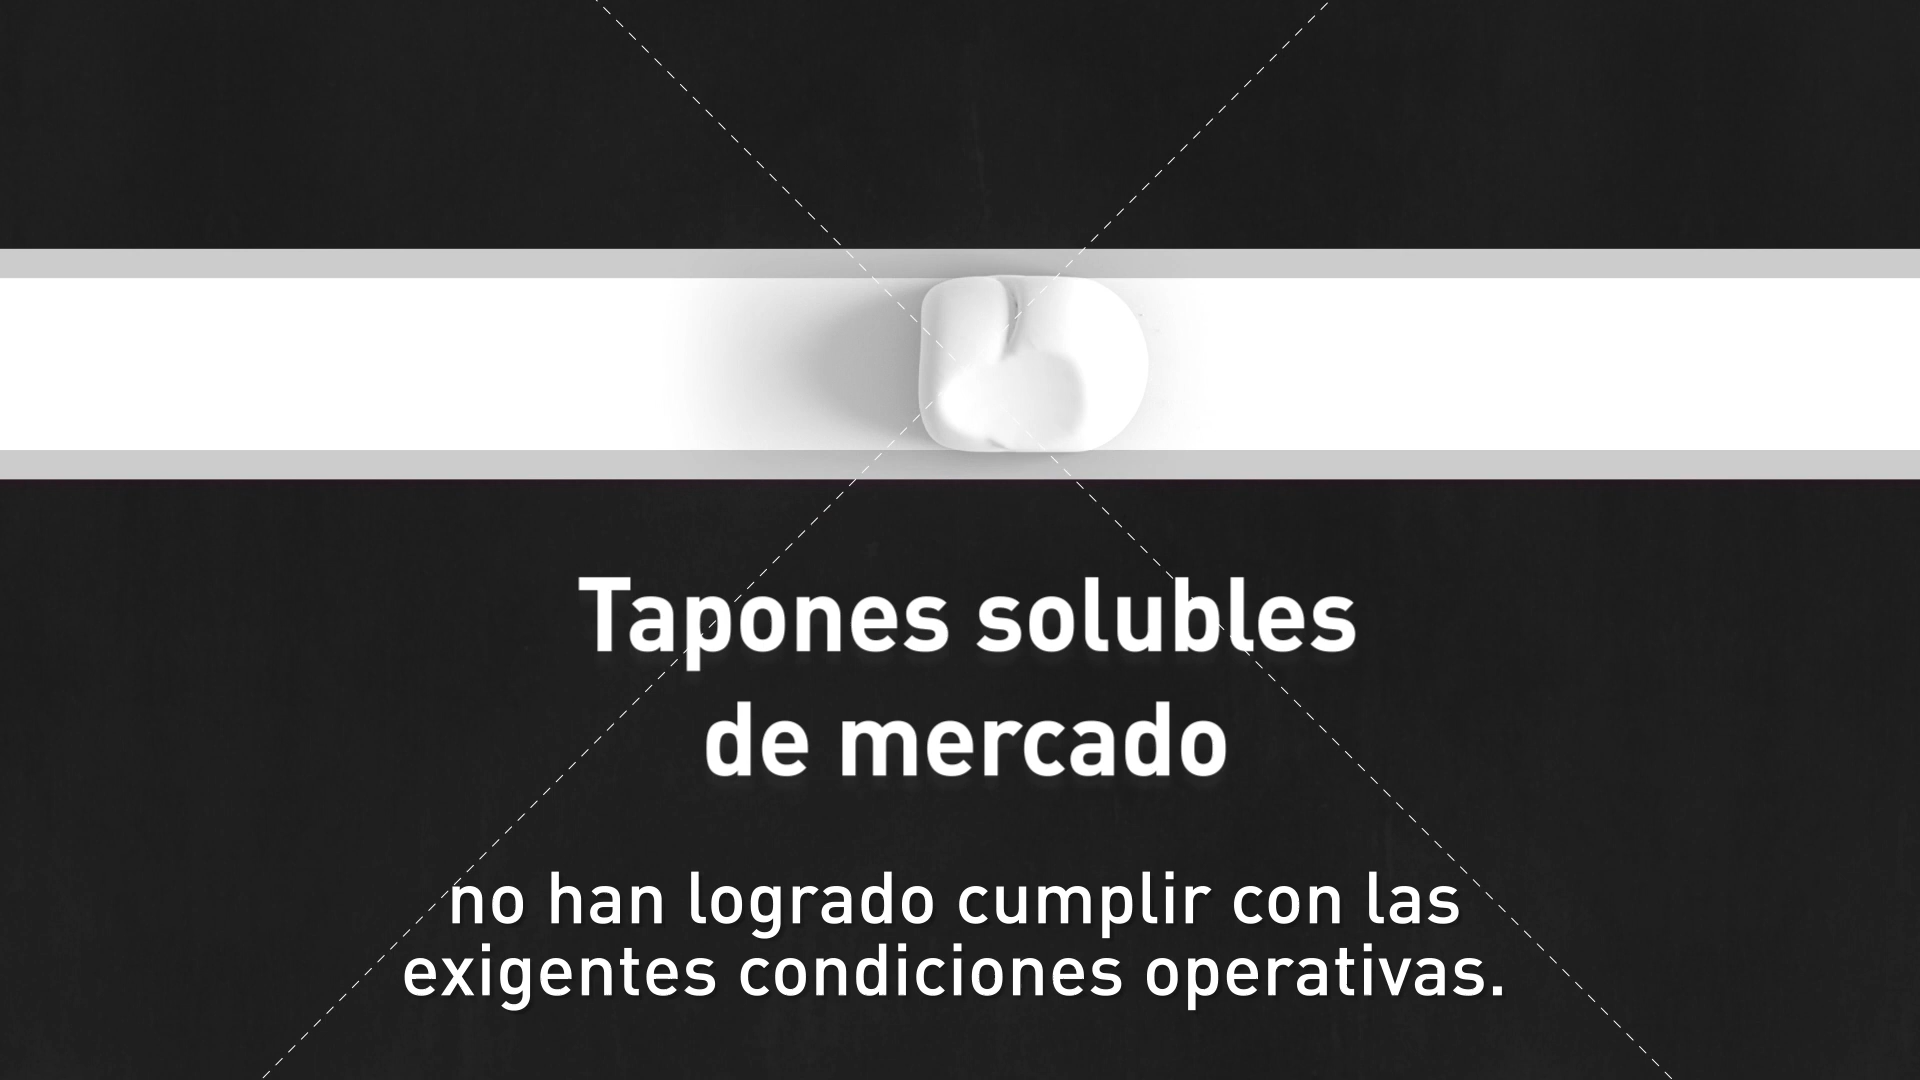 Tapones solubles
de mercado
no han logrado cumplir con las
exigentes condiciones operativas.